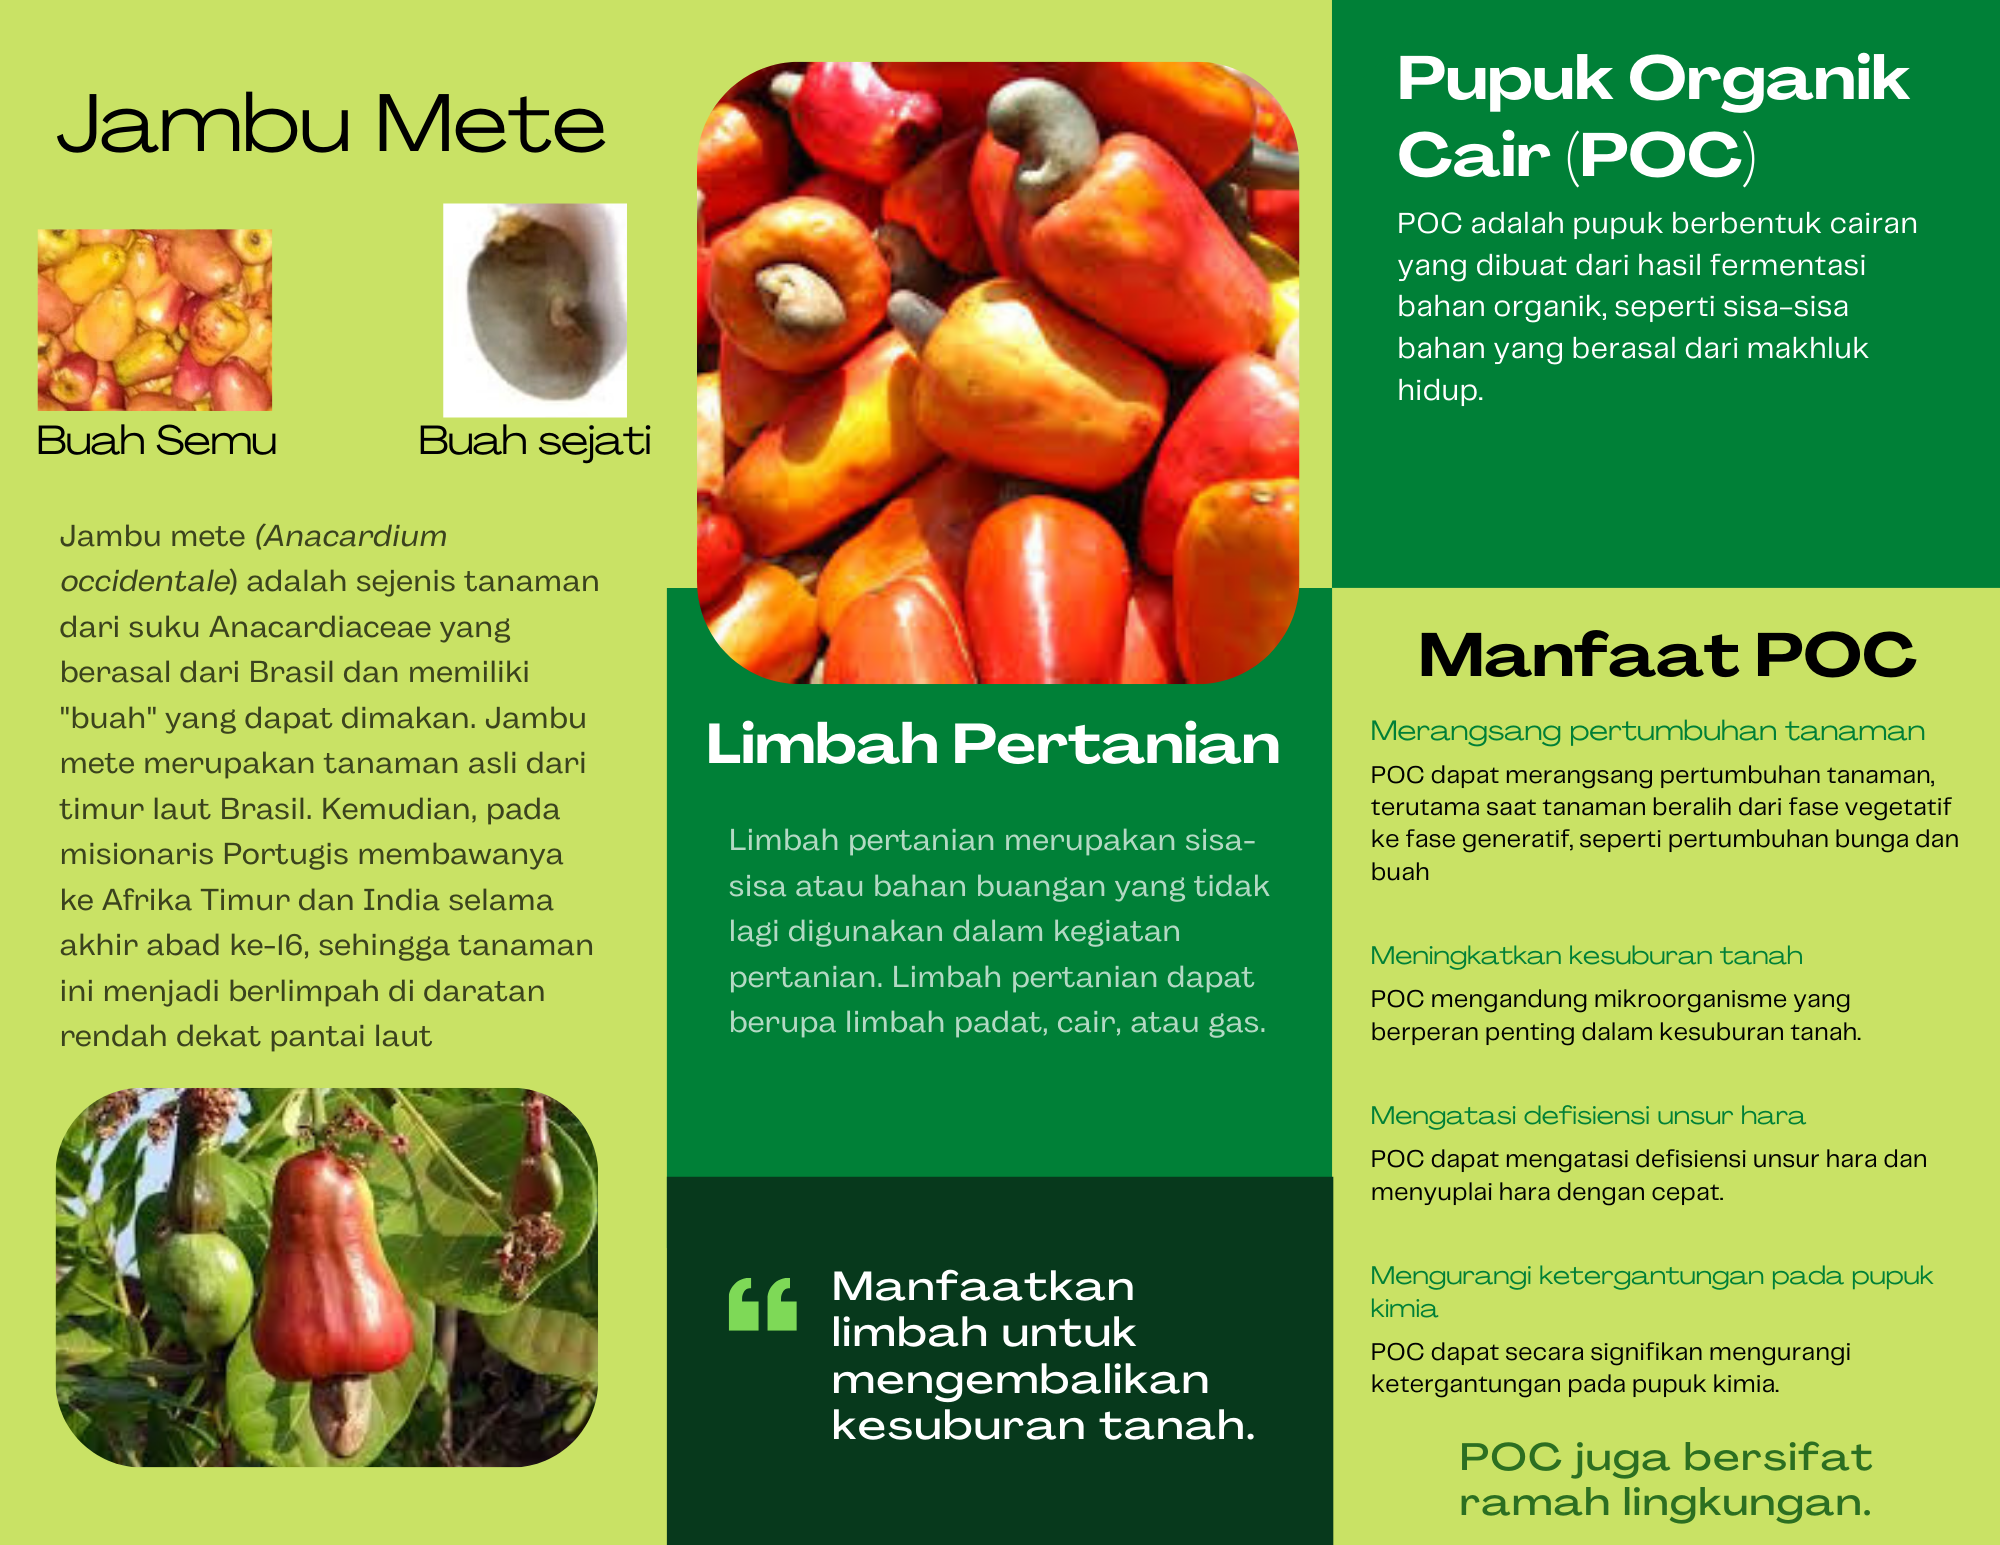 Jambu Mete
Buah Semu
Buah sejati
Jambu mete (Anacardium
occidentale) adalah sejenis tanaman
dari suku Anacardiaceae yang
berasal dari Brasil dan memiliki
"buah" yang dapat dimakan. Jambu
mete merupakan tanaman asli dari
timur laut Brasil. Kemudian, pada
misionaris Portugis membawanya
ke Afrika Timur dan India selama
akhir abad ke-16, sehingga tanaman
ini menjadi berlimpah di daratan
rendah dekat pantai laut
Limbah Pertanian
Limbah pertanian merupakan sisa-
sisa atau bahan buangan yang tidak
lagi digunakan dalam kegiatan
pertanian. Limbah pertanian dapat
berupa limbah padat, cair, atau gas.
“
Manfaatkan
limbah untuk
mengembalikan
kesuburan tanah.
Pupuk Organik
Cair (POC)
POC adalah pupuk berbentuk cairan
yang dibuat dari hasil fermentasi
bahan organik, seperti sisa-sisa
bahan yang berasal dari makhluk
hidup.
Manfaat POC
Merangsang pertumbuhan tanaman
POC dapat merangsang pertumbuhan tanaman,
terutama saat tanaman beralih dari fase vegetatif
ke fase generatif, seperti pertumbuhan bunga dan
buah
Meningkatkan kesuburan tanah
POC mengandung mikroorganisme yang
berperan penting dalam kesuburan tanah.
Mengatasi defisiensi unsur hara
POC dapat mengatasi defisiensi unsur hara dan
menyuplai hara dengan cepat.
Mengurangi ketergantungan pada pupuk
kimia
POC dapat secara signifikan mengurangi
ketergantungan pada pupuk kimia.
POC juga bersifat
ramah lingkungan.